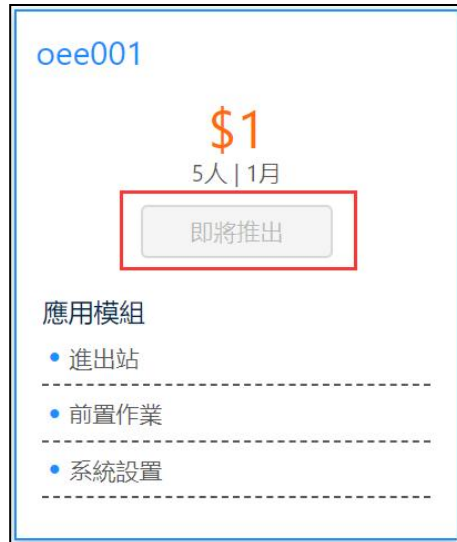 oee001
$1
5人 | 1月
即將推出
應用模組
進出站
前置作業
系統設置